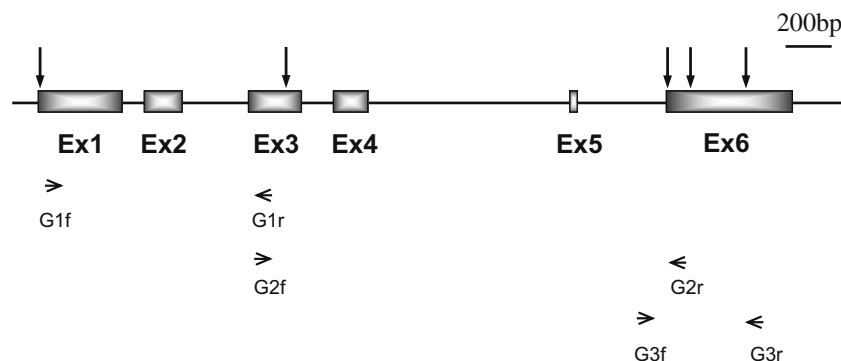 200bp
Ex1 Ex2 Ex3 Ex4 Ex5 Ex6
G1f G1r
G2f G2r
G3f G3r